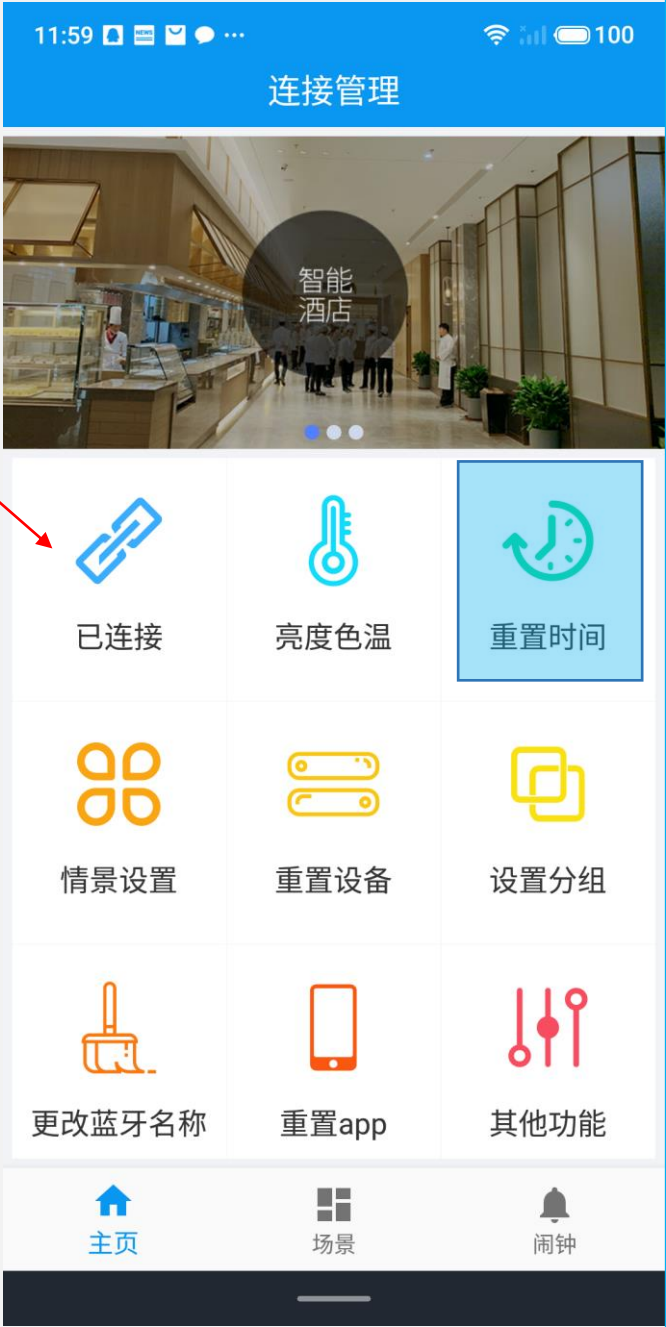 11:59
NEWS
100
连接管理
智能
酒店
已连接
亮度色温
重置时间
情景设置
重置设备
设置分组
更改蓝牙名称
重置app
其他功能
主页
场景
闹钟